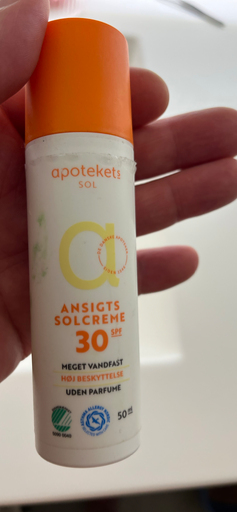 apotekets
SOL
a
ANSIGTS
SOLCREME
30 SPF
MEGET VANDFAST
HØJ BESKYTTELSE
UDEN PARFUME
50 ml